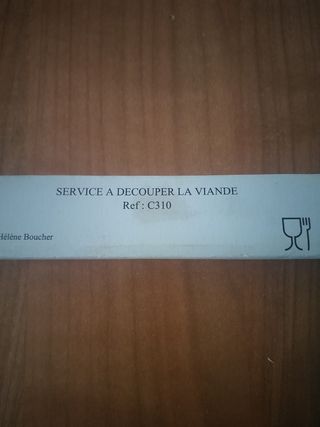 SERVICE A DECOUPER LA VIANDE
Ref : C310
Hélène Boucher